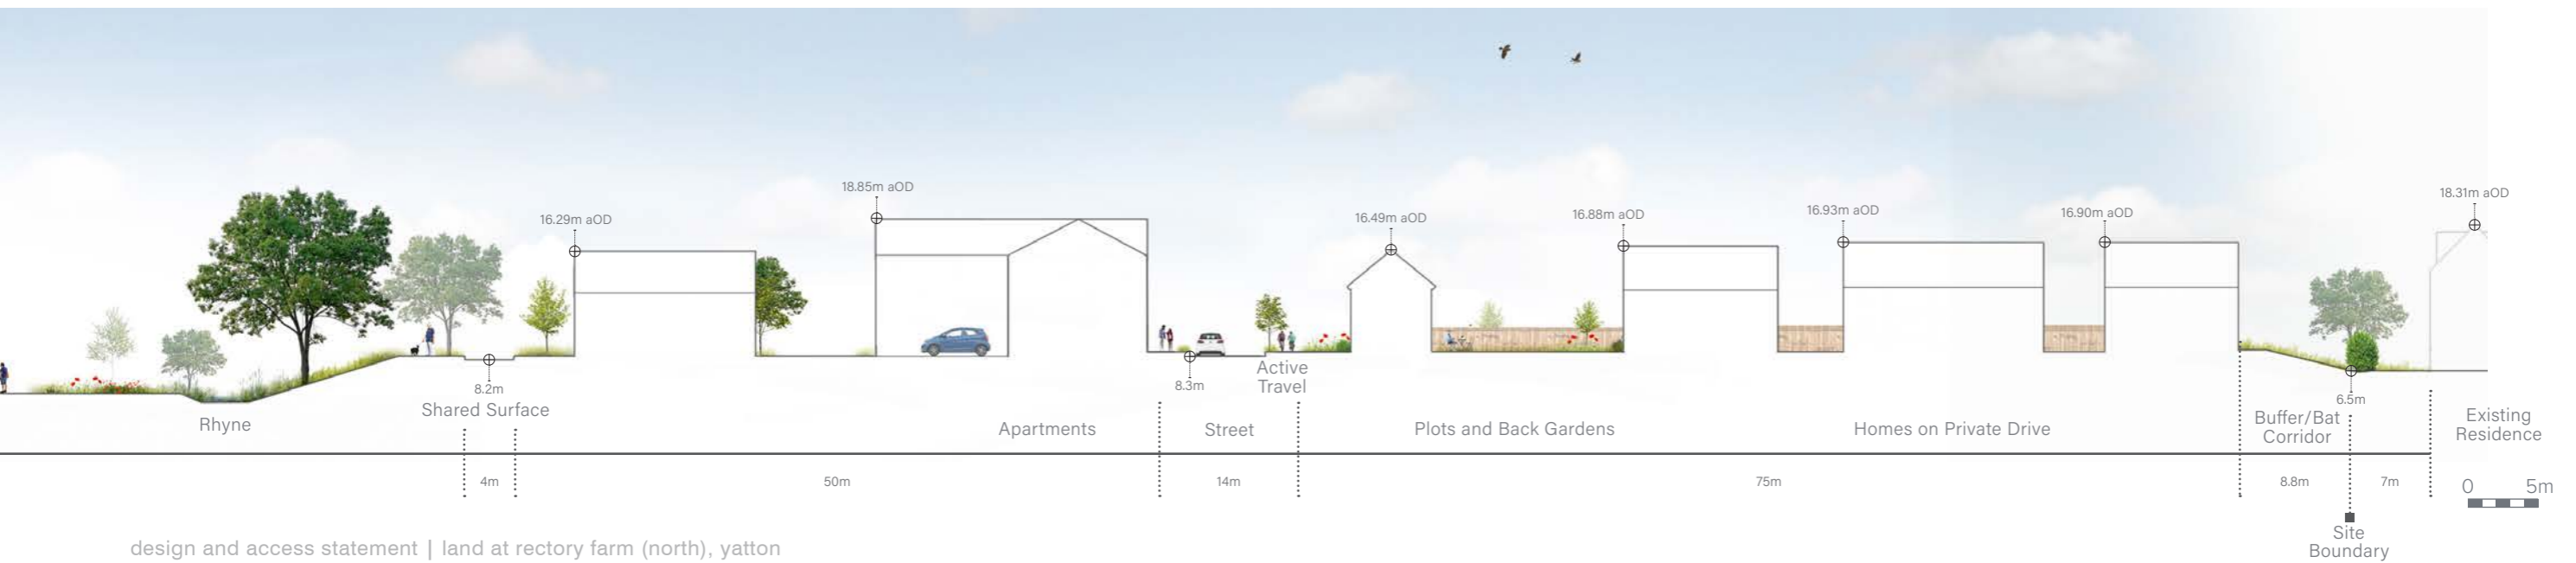 18.85m aOD
16.29m aOD
16.49m aOD
16.88m aOD
16.93m aOD
16.90m aOD
18.31m aOD
8.2m
Shared Surface
Rhyne
8.3m
Active
Travel
6.5m
Apartments
Street
Plots and Back Gardens
Homes on Private Drive
Buffer/Bat
Corridor
Existing
Residence
4m
50m
14m
75m
8.8m
7m
0 5m
Site
Boundary
design and access statement | land at rectory farm (north), yatton